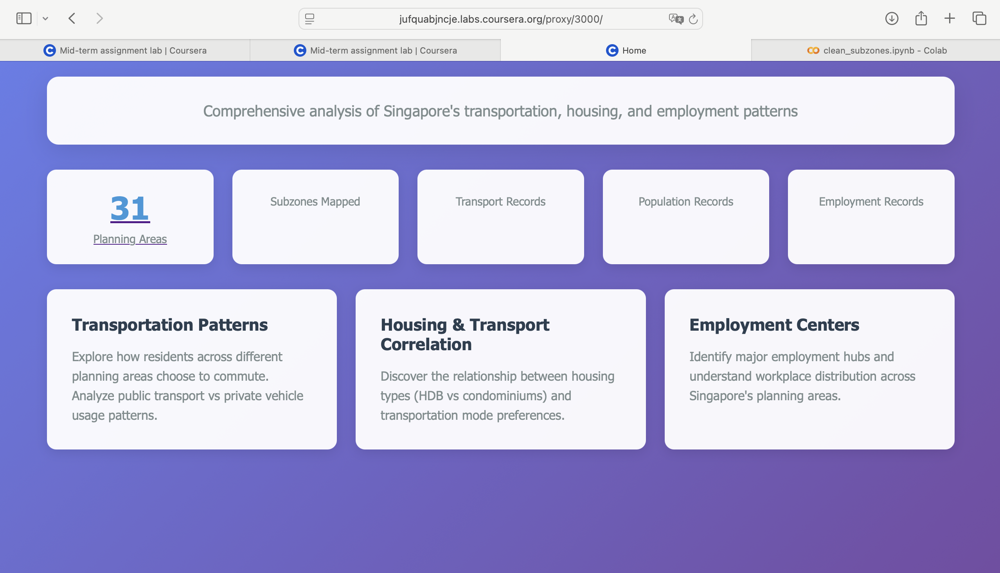 jufquabjncje.labs.coursera.org/proxy/3000/
Mid-term assignment lab | Coursera
Mid-term assignment lab | Coursera
Home
clean_subzones.ipynb - Colab
Comprehensive analysis of Singapore's transportation, housing, and employment patterns
31
Planning Areas
Subzones Mapped
Transport Records
Population Records
Employment Records
Transportation Patterns
Explore how residents across different
planning areas choose to commute.
Analyze public transport vs private vehicle
usage patterns.
Housing & Transport
Correlation
Discover the relationship between housing
types (HDB vs condominiums) and
transportation mode preferences.
Employment Centers
Identify major employment hubs and
understand workplace distribution across
Singapore's planning areas.